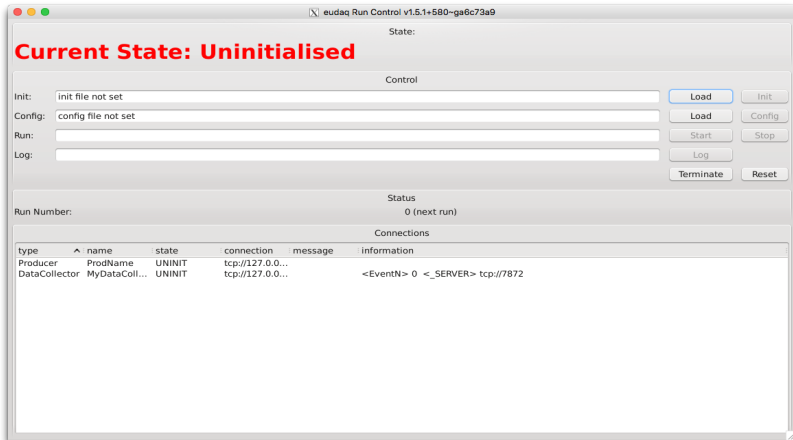 eudaq Run Control v1.5.1+580~ga6c73a9
State:
Current State: Uninitialised
Control
Init: init file not set Load Init
Config: config file not set Load Config
Run: Start Stop
Log: Log
Terminate Reset
Status
Run Number: 0 (next run)
Connections
type name state connection message information
Producer ProdName UNINIT tcp://127.0.0...
DataCollector MyDataColl... UNINIT tcp://127.0.0... <EventN> 0 <_SERVER> tcp://7872